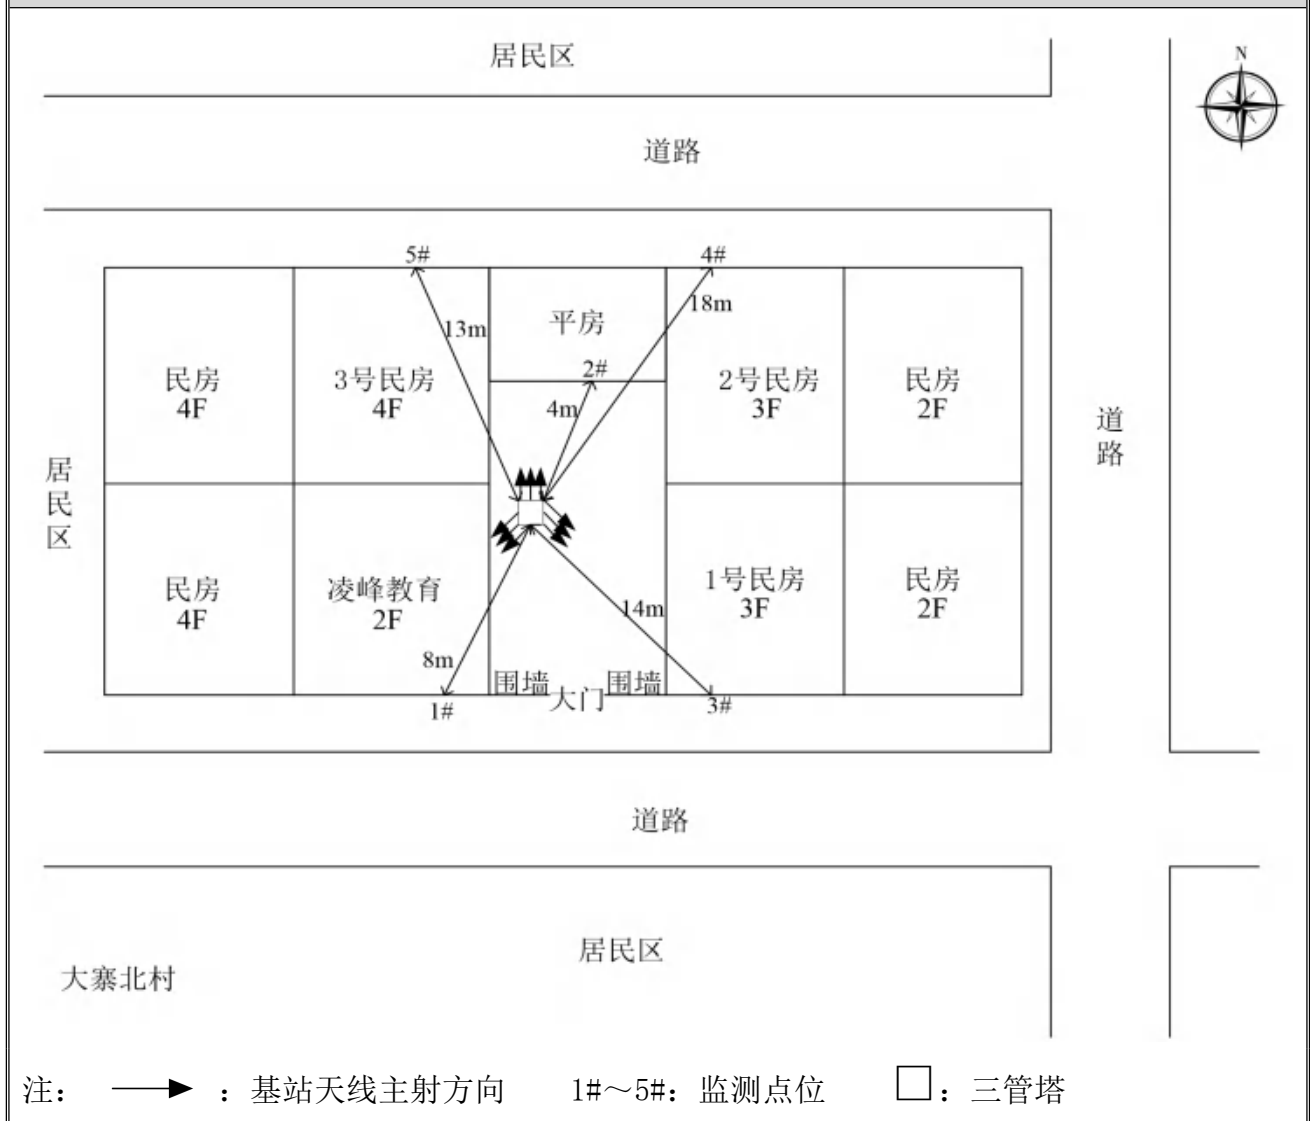 居民区
N
道路
5#
4#
13m
18m
平房
2#
4m
民房
4F
3号民房
4F
2号民房
3F
民房
2F
道路
居民区
民房
4F
凌峰教育
2F
1号民房
3F
民房
2F
14m
8m
围墙
大门
围墙
1#
3#
道路
居民区
大寨北村
注： ：基站天线主射方向 1#～5#：监测点位 ：三管塔